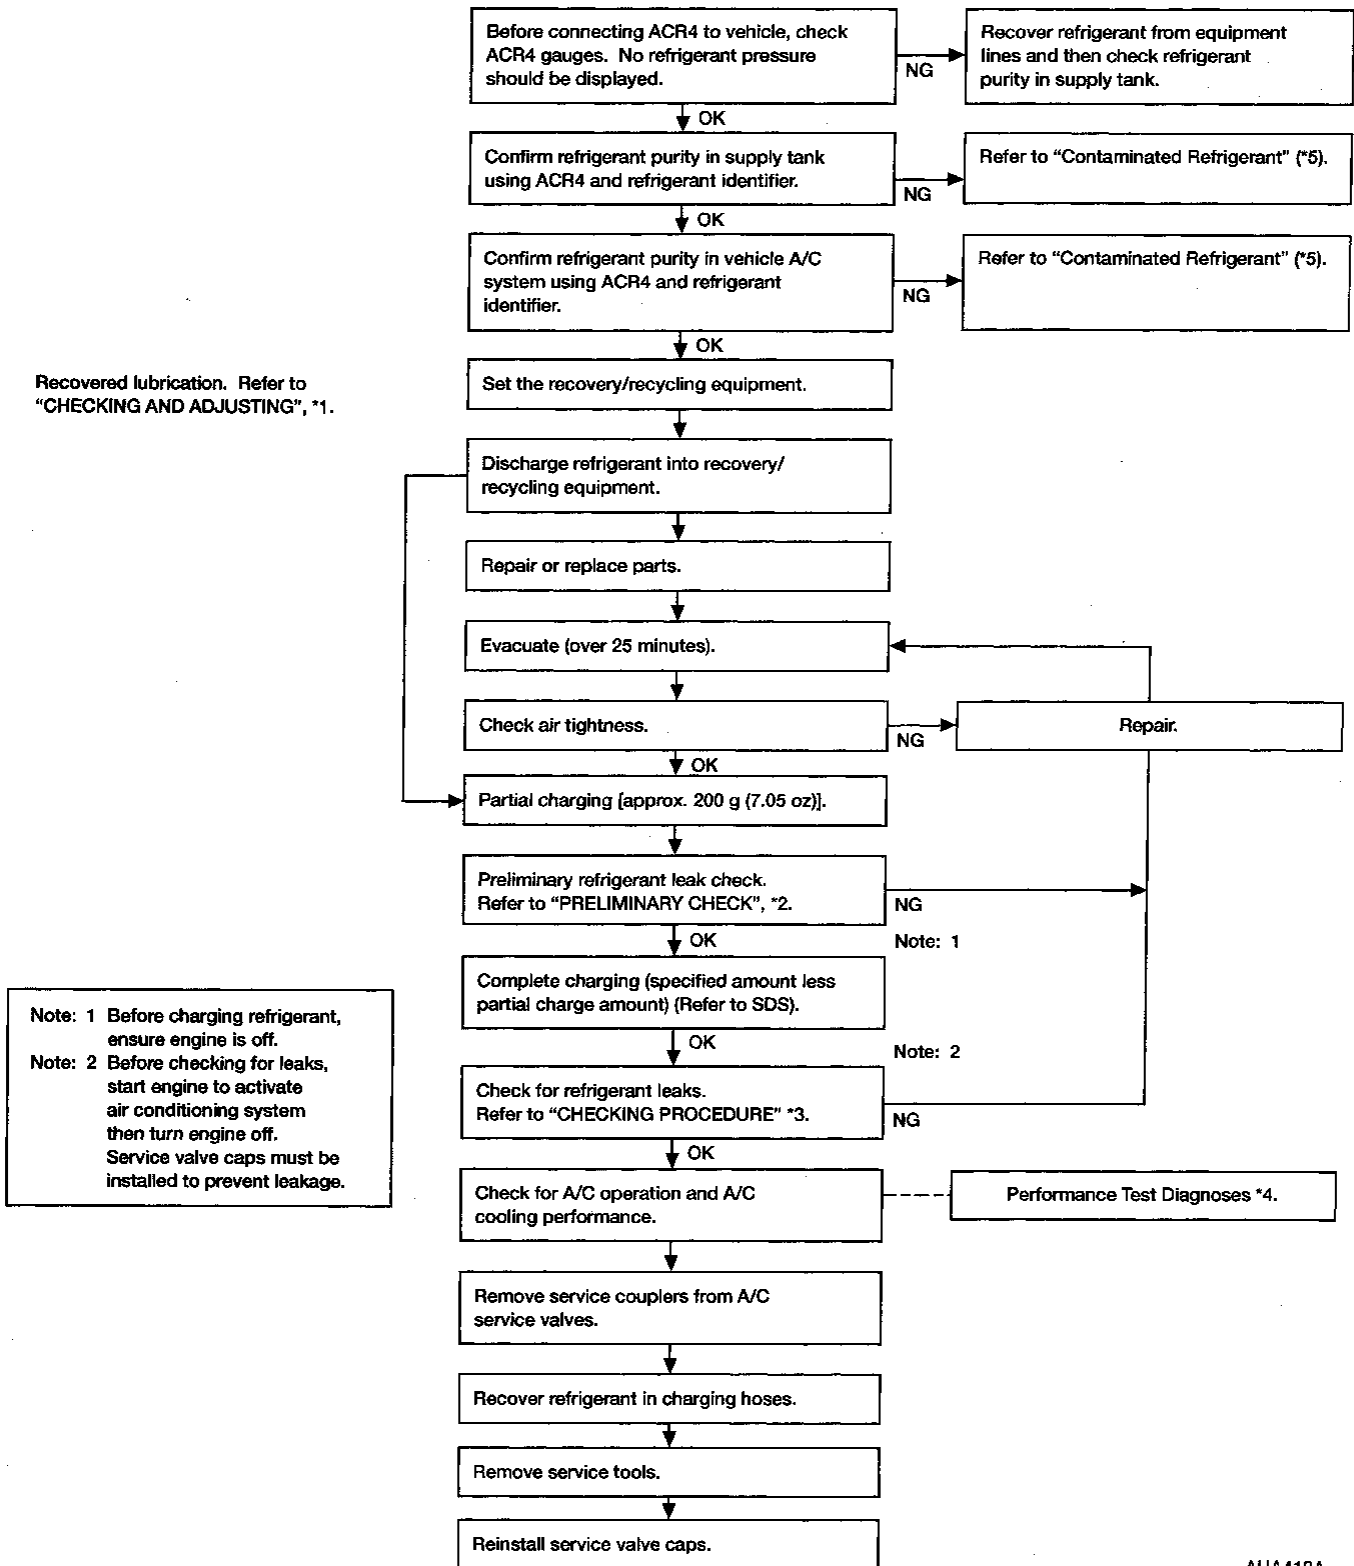 Before connecting ACR4 to vehicle, check
ACR4 gauges. No refrigerant pressure
should be displayed.
NG
Recover refrigerant from equipment
lines and then check refrigerant
purity in supply tank.
OK
Confirm refrigerant purity in supply tank
using ACR4 and refrigerant identifier.
NG
Refer to “Contaminated Refrigerant” (*5).
OK
Confirm refrigerant purity in vehicle A/C
system using ACR4 and refrigerant
identifier.
NG
Refer to “Contaminated Refrigerant” (*5).
OK
Recovered lubrication. Refer to
“CHECKING AND ADJUSTING”, *1.
Set the recovery/recycling equipment.
Discharge refrigerant into recovery/
recycling equipment.
Repair or replace parts.
Evacuate (over 25 minutes).
Check air tightness.
NG
Repair.
OK
Partial charging [approx. 200 g (7.05 oz)].
Preliminary refrigerant leak check.
Refer to “PRELIMINARY CHECK”, *2.
NG
OK
Note: 1
Complete charging (specified amount less
partial charge amount) (Refer to SDS).
OK
Note: 2
Note: 1 Before charging refrigerant,
ensure engine is off.
Note: 2 Before checking for leaks,
start engine to activate
air conditioning system
then turn engine off.
Service valve caps must be
installed to prevent leakage.
Check for refrigerant leaks.
Refer to “CHECKING PROCEDURE” *3.
NG
OK
Check for A/C operation and A/C
cooling performance.
Performance Test Diagnoses *4.
Remove service couplers from A/C
service valves.
Recover refrigerant in charging hoses.
Remove service tools.
Reinstall service valve caps.